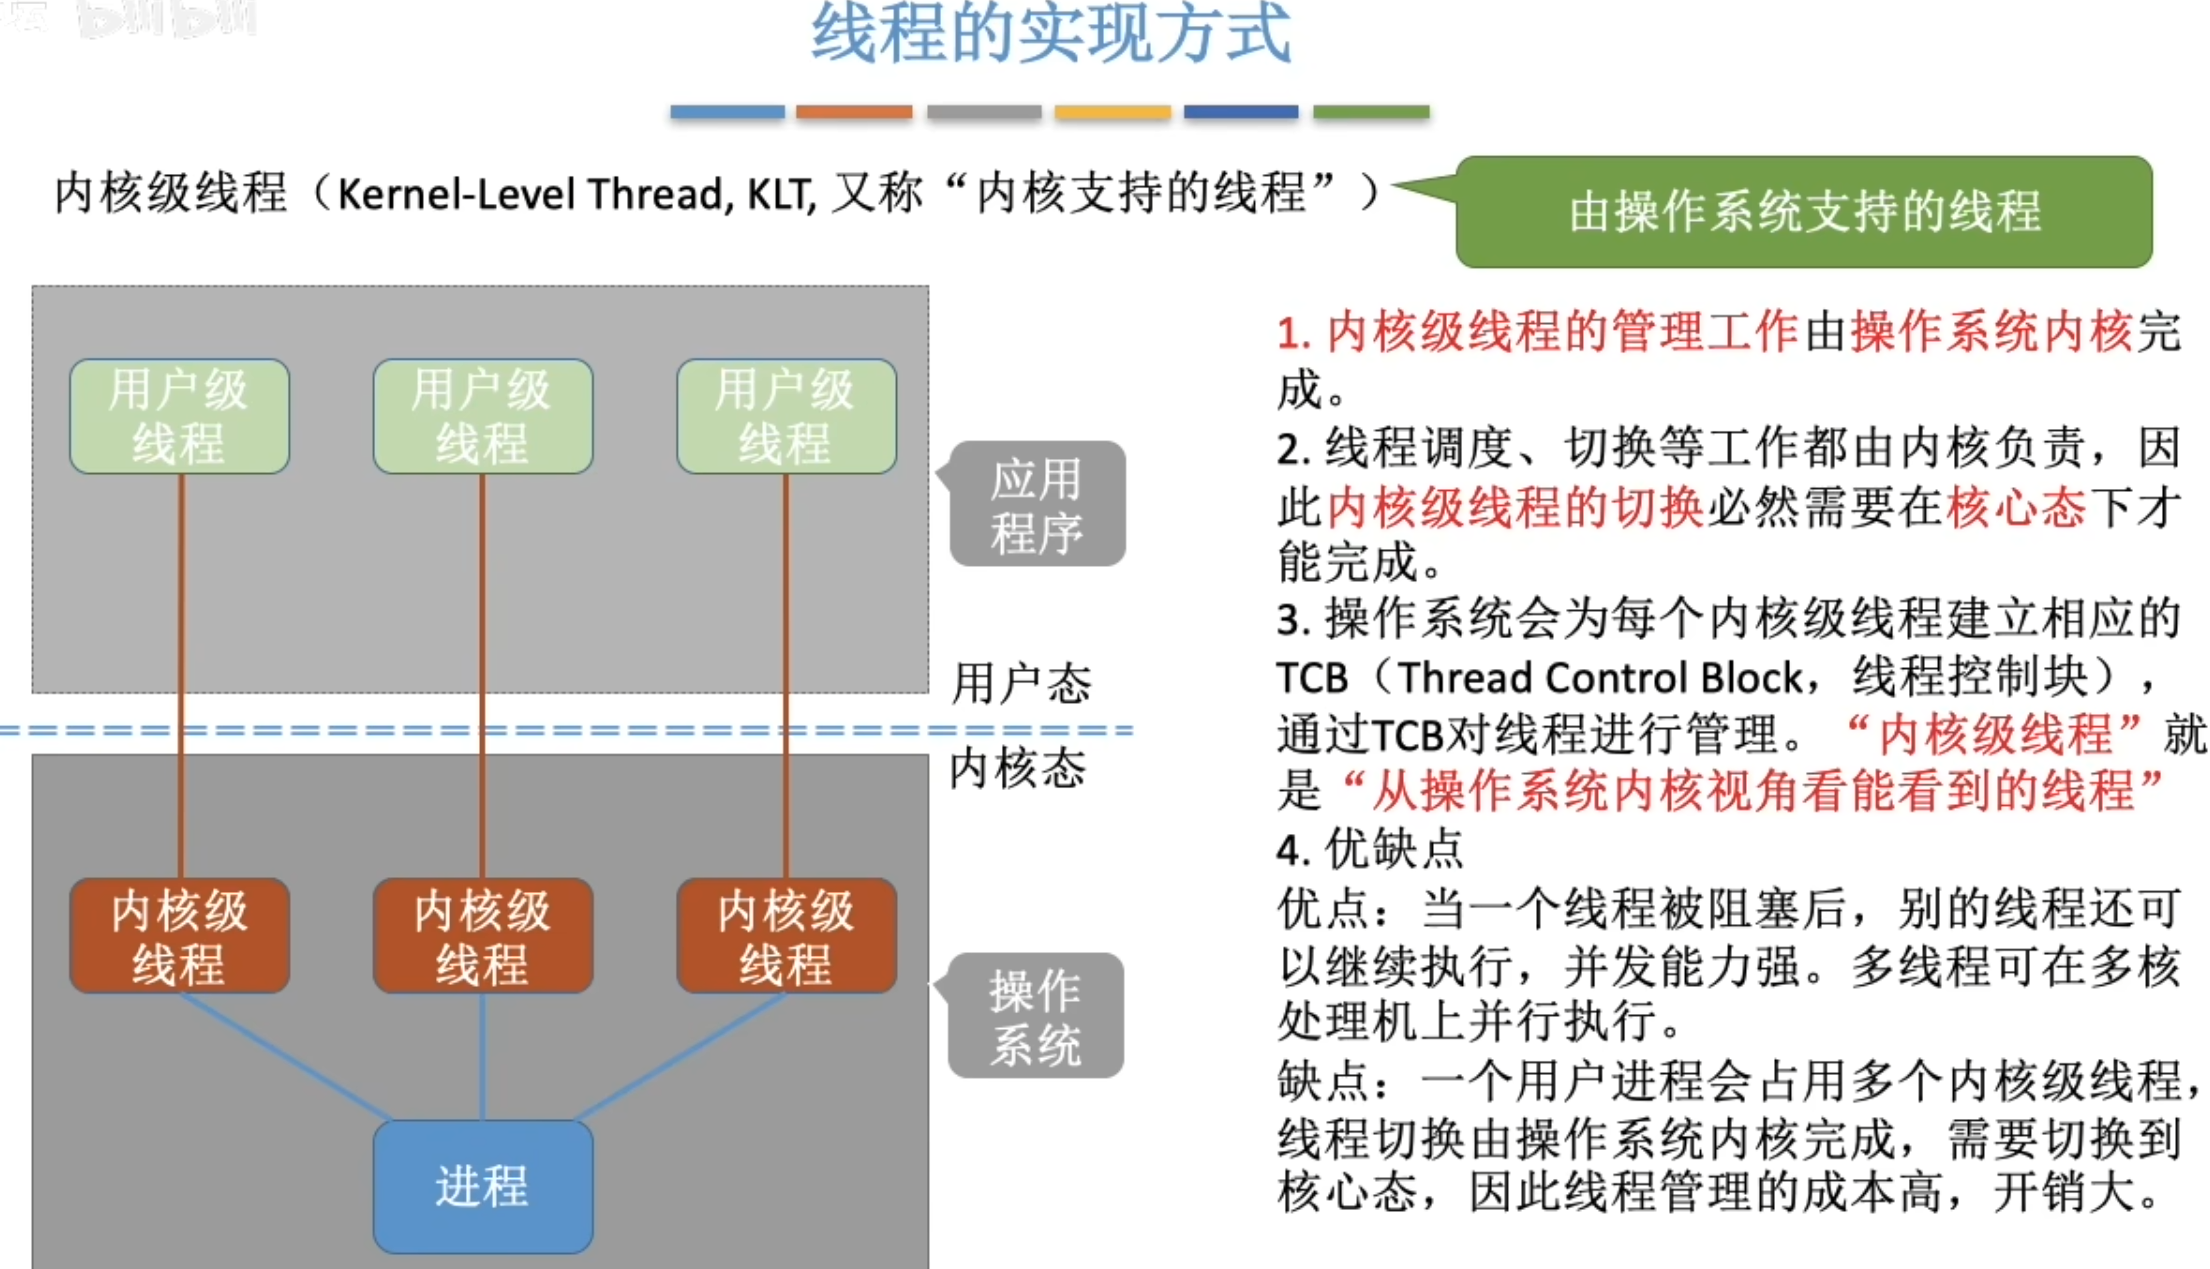 bilibili
线程的实现方式
内核级线程（Kernel-Level Thread, KLT, 又称“内核支持的线程”）
由操作系统支持的线程
用户级
线程
用户级
线程
用户级
线程
应用
程序
用户态
内核态
内核级
线程
内核级
线程
内核级
线程
操作
系统
进程
1. 内核级线程的管理工作由操作系统内核完
成。
2. 线程调度、切换等工作都由内核负责，因
此内核级线程的切换必然需要在核心态下才
能完成。
3. 操作系统会为每个内核级线程建立相应的
TCB（Thread Control Block，线程控制块），
通过TCB对线程进行管理。“内核级线程”就
是“从操作系统内核视角看能看到的线程”
4. 优缺点
优点：当一个线程被阻塞后，别的线程还可
以继续执行，并发能力强。多线程可在多核
处理机上并行执行。
缺点：一个用户进程会占用多个内核级线程，
线程切换由操作系统内核完成，需要切换到
核心态，因此线程管理的成本高，开销大。